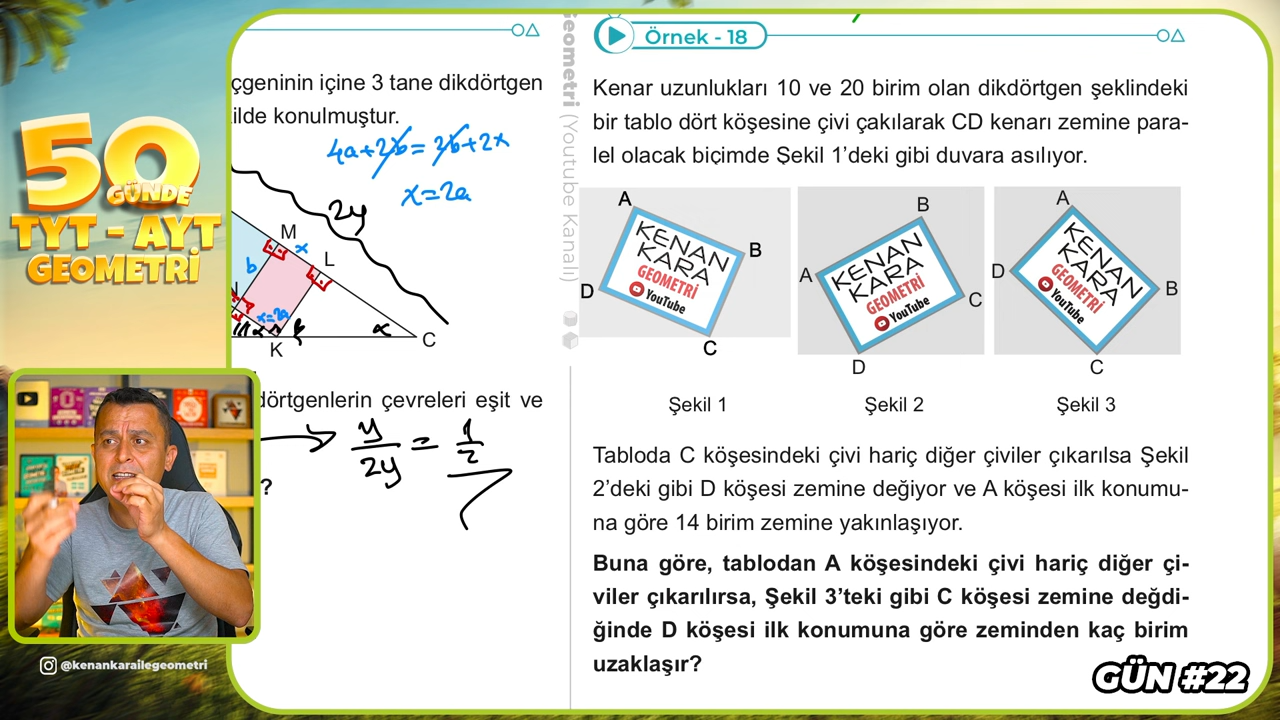 50
GÜNDE
TYT - AYT
GEOMETRİ
çgeninin içine 3 tane dikdörtgen
ilde konulmuştur.
4a+2b=2b+2x
x=2a
2y
M
x
L
b
x=2a
α
K
C
dörtgenlerin çevreleri eşit ve
y/2y = 1/2
?
@kenankarailegeometri
Geometri (Youtube Kanalı)
Örnek - 18
Kenar uzunlukları 10 ve 20 birim olan dikdörtgen şeklindeki
bir tablo dört köşesine çivi çakılarak CD kenarı zemine para-
lel olacak biçimde Şekil 1’deki gibi duvara asılıyor.
A
B
D
C
KENAN
KARA
GEOMETRİ
YouTube
Şekil 1
B
A
C
D
KENAN
KARA
GEOMETRİ
YouTube
Şekil 2
A
D
B
C
KENAN
KARA
GEOMETRİ
YouTube
Şekil 3
Tabloda C köşesindeki çivi hariç diğer çiviler çıkarılsa Şekil
2’deki gibi D köşesi zemine değiyor ve A köşesi ilk konumu-
na göre 14 birim zemine yakınlaşıyor.
Buna göre, tablodan A köşesindeki çivi hariç diğer çi-
viler çıkarılırsa, Şekil 3’teki gibi C köşesi zemine değdi-
ğinde D köşesi ilk konumuna göre zeminden kaç birim
uzaklaşır?
GÜN #22